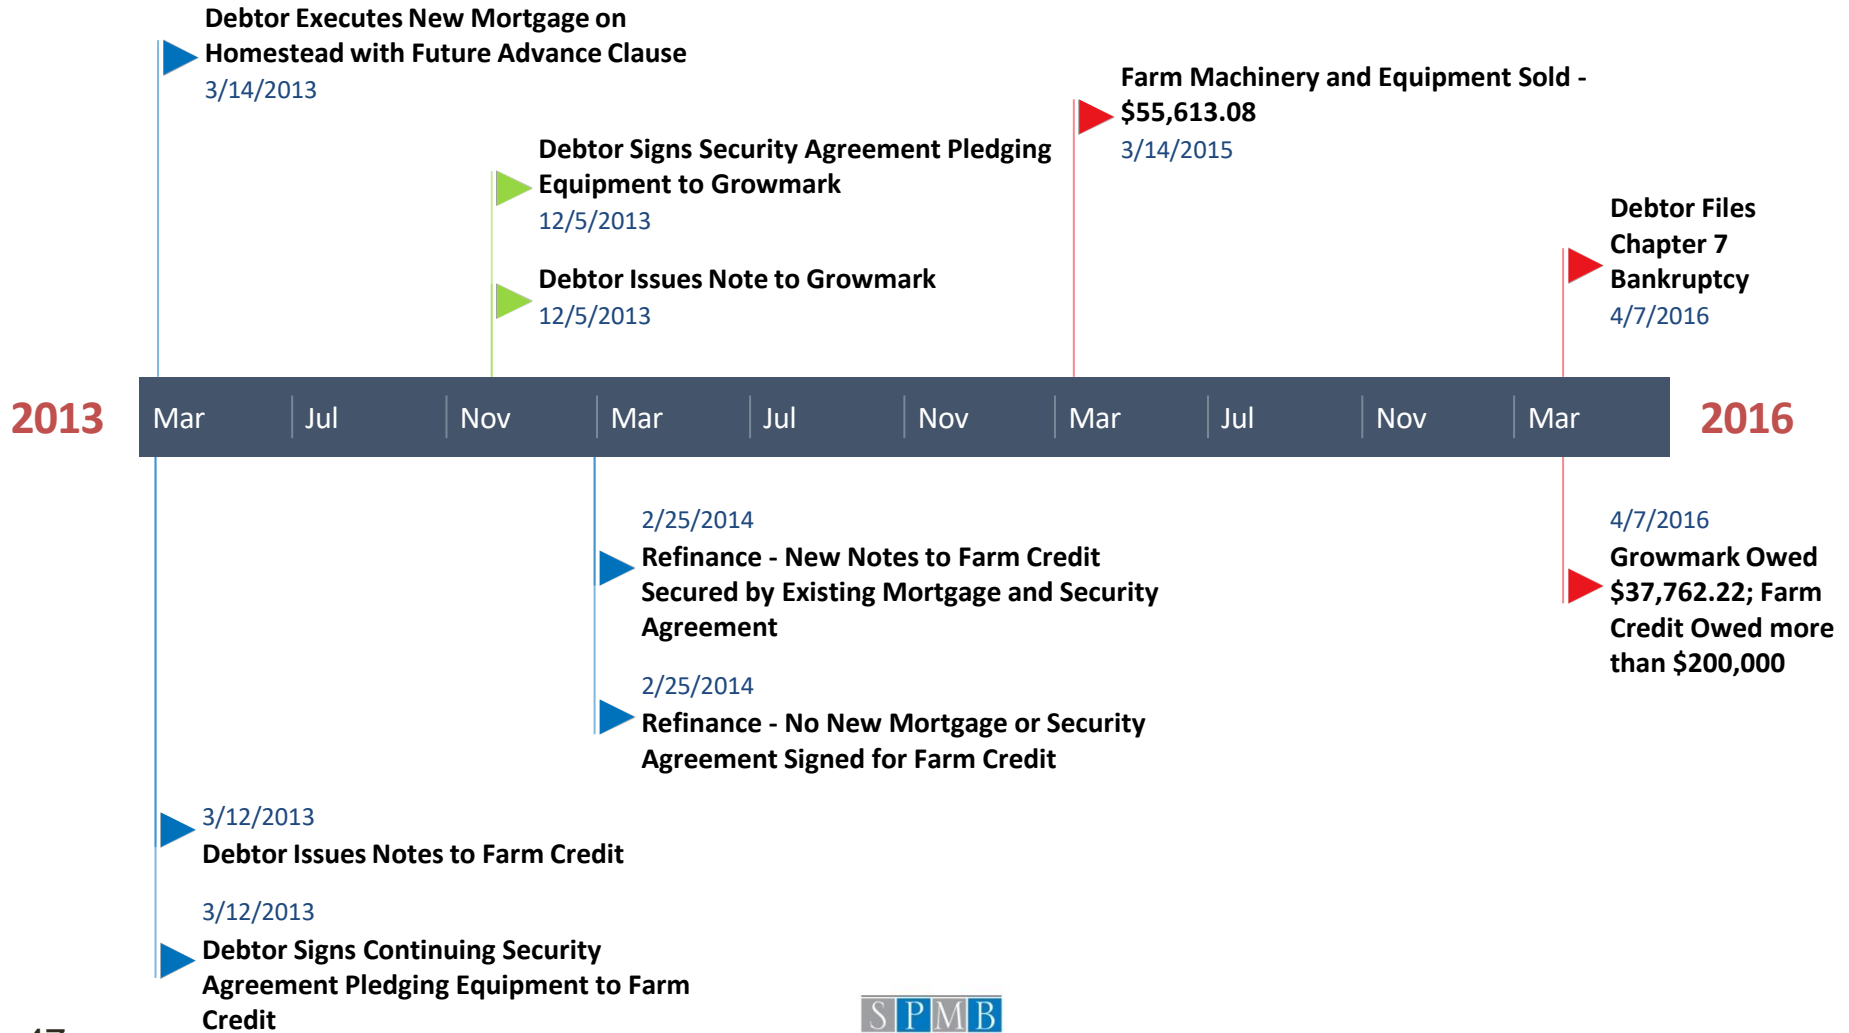 Debtor Executes New Mortgage on
Homestead with Future Advance Clause
3/14/2013
Farm Machinery and Equipment Sold -
$55,613.08
3/14/2015
Debtor Signs Security Agreement Pledging
Equipment to Growmark
12/5/2013
Debtor Issues Note to Growmark
12/5/2013
Debtor Files
Chapter 7
Bankruptcy
4/7/2016
2013 Mar Jul Nov Mar Jul Nov Mar Jul Nov Mar 2016
2/25/2014
Refinance - New Notes to Farm Credit
Secured by Existing Mortgage and Security
Agreement
2/25/2014
Refinance - No New Mortgage or Security
Agreement Signed for Farm Credit
4/7/2016
Growmark Owed
$37,762.22; Farm
Credit Owed more
than $200,000
3/12/2013
Debtor Issues Notes to Farm Credit
3/12/2013
Debtor Signs Continuing Security
Agreement Pledging Equipment to Farm
Credit
SPMB